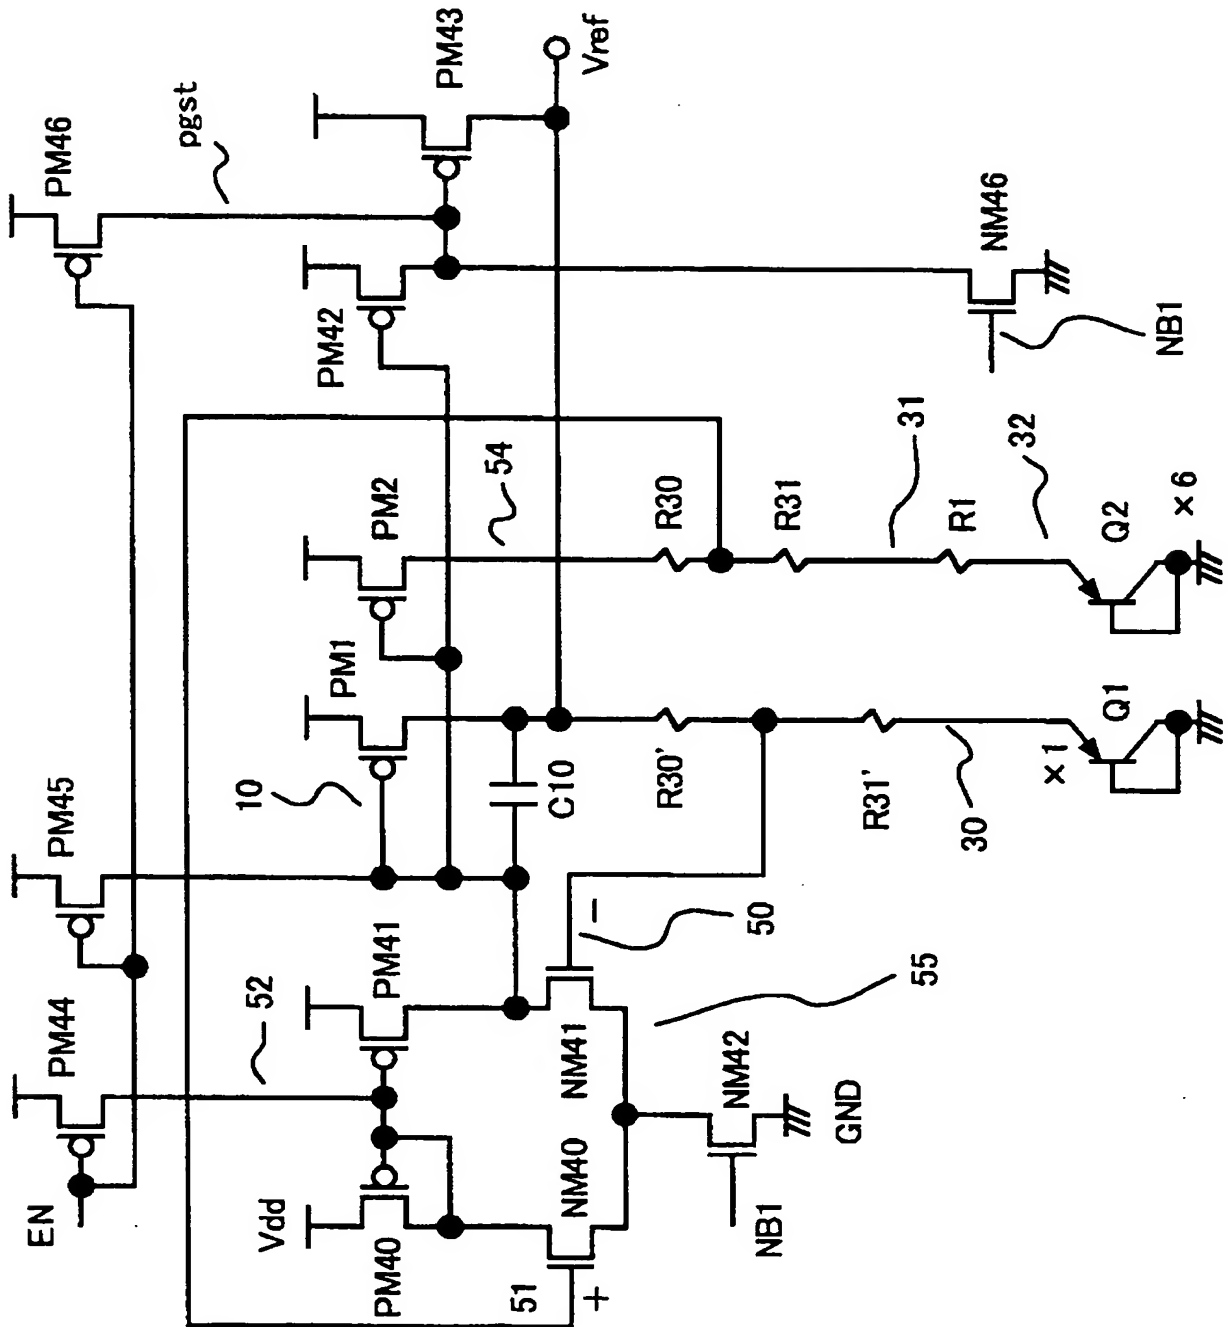 EN
PM44
PM45
PM46
52
10
pgst
Vdd
PM40
PM41
PM1
PM2
54
PM42
PM43
Vref
C10
51
+
NM40
NM41
−
50
R30'
R30
R31
31
R1
32
R31'
30
NB1
NM42
GND
55
×1
Q1
Q2
×6
NB1
NM46